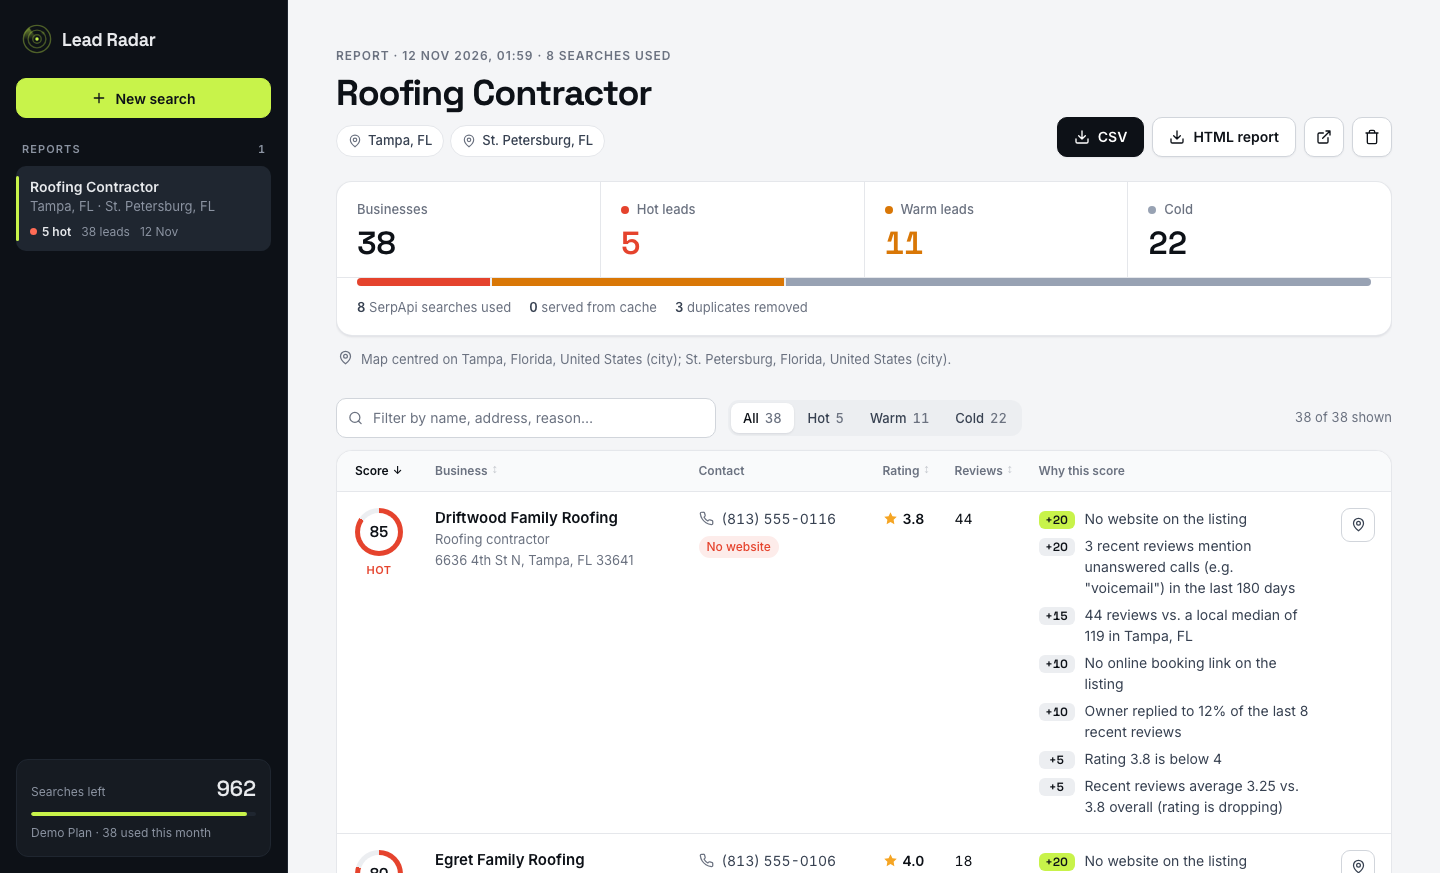 Lead Radar
New search
REPORTS 1
Roofing Contractor
Tampa, FL · St. Petersburg, FL
5 hot 38 leads 12 Nov
Searches left 962
Demo Plan · 38 used this month
REPORT · 12 NOV 2026, 01:59 · 8 SEARCHES USED
Roofing Contractor
Tampa, FL St. Petersburg, FL
CSV HTML report
Businesses Hot leads Warm leads Cold
38 5 11 22
8 SerpApi searches used 0 served from cache 3 duplicates removed
Map centred on Tampa, Florida, United States (city); St. Petersburg, Florida, United States (city).
Filter by name, address, reason...
All 38 Hot 5 Warm 11 Cold 22
38 of 38 shown
Score ↓ Business Contact Rating Reviews Why this score
85
HOT
Driftwood Family Roofing
Roofing contractor
6636 4th St N, Tampa, FL 33641
(813) 555-0116
No website
3.8
44
+20 No website on the listing
+20 3 recent reviews mention
unanswered calls (e.g.
"voicemail") in the last 180 days
+15 44 reviews vs. a local median of
119 in Tampa, FL
+10 No online booking link on the
listing
+10 Owner replied to 12% of the last 8
recent reviews
+5 Rating 3.8 is below 4
+5 Recent reviews average 3.25 vs.
3.8 overall (rating is dropping)
Egret Family Roofing
(813) 555-0106
4.0
18
+20 No website on the listing